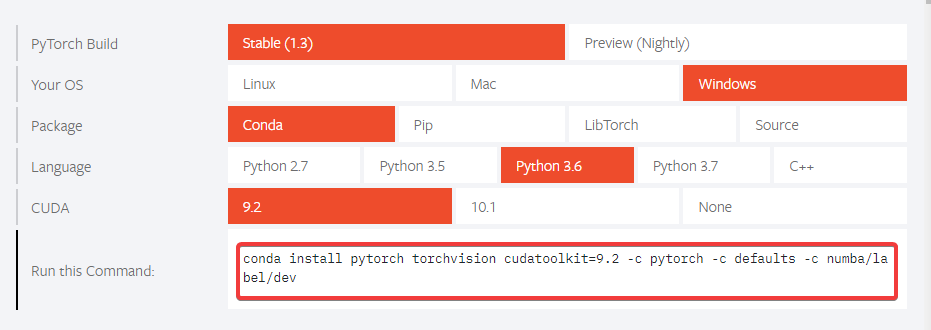 PyTorch Build Stable (1.3) Preview (Nightly)
Your OS Linux Mac Windows
Package Conda Pip LibTorch Source
Language Python 2.7 Python 3.5 Python 3.6 Python 3.7 C++
CUDA 9.2 10.1 None
Run this Command: conda install pytorch torchvision cudatoolkit=9.2 -c pytorch -c defaults -c numba/la
bel/dev